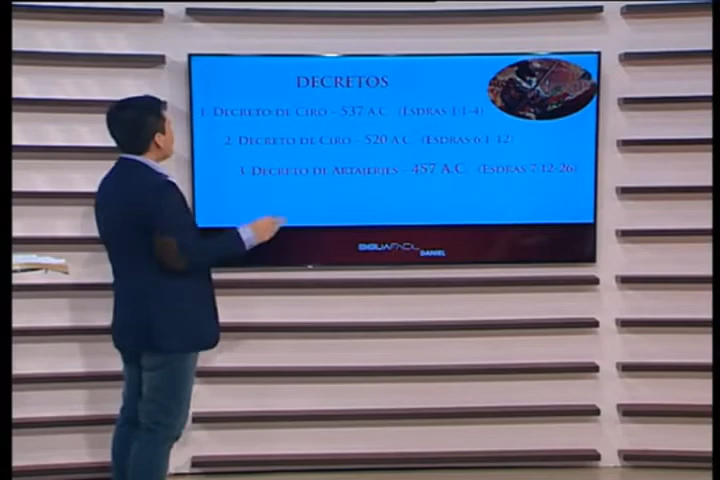 DECRETOS
1. DECRETO DE CIRO - 537 A.C. (ESDRAS 1:1-4)
2. DECRETO DE CIRO - 520 A.C. (ESDRAS 6:1-12)
3. DECRETO DE ARTAJERJES - 457 A.C. (ESDRAS 7:12-26)
BIBLIAFÁCIL
DANIEL